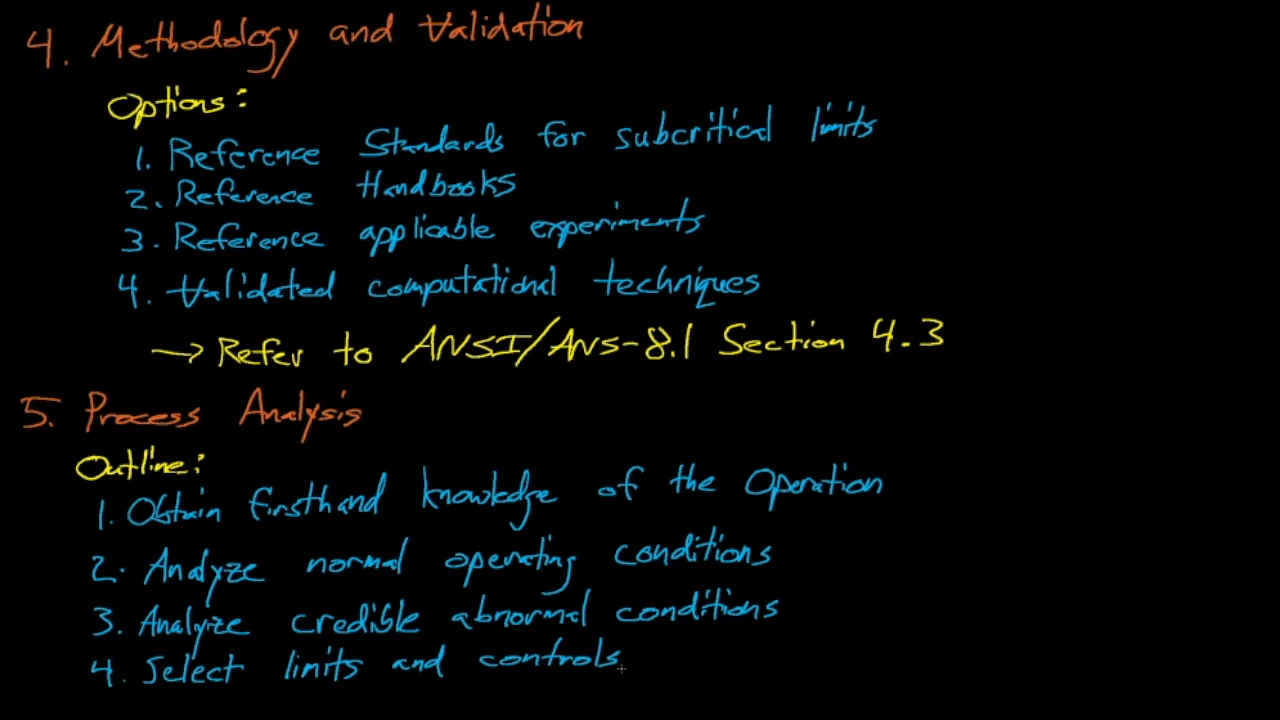 4. Methodology and Validation
Options:
1. Reference Standards for subcritical limits
2. Reference Handbooks
3. Reference applicable experiments
4. Validated computational techniques
→ Refer to ANSI/ANS-8.1 Section 4.3
5. Process Analysis
Outline:
1. Obtain firsthand knowledge of the Operation
2. Analyze normal operating conditions
3. Analyze credible abnormal conditions
4. Select limits and controls